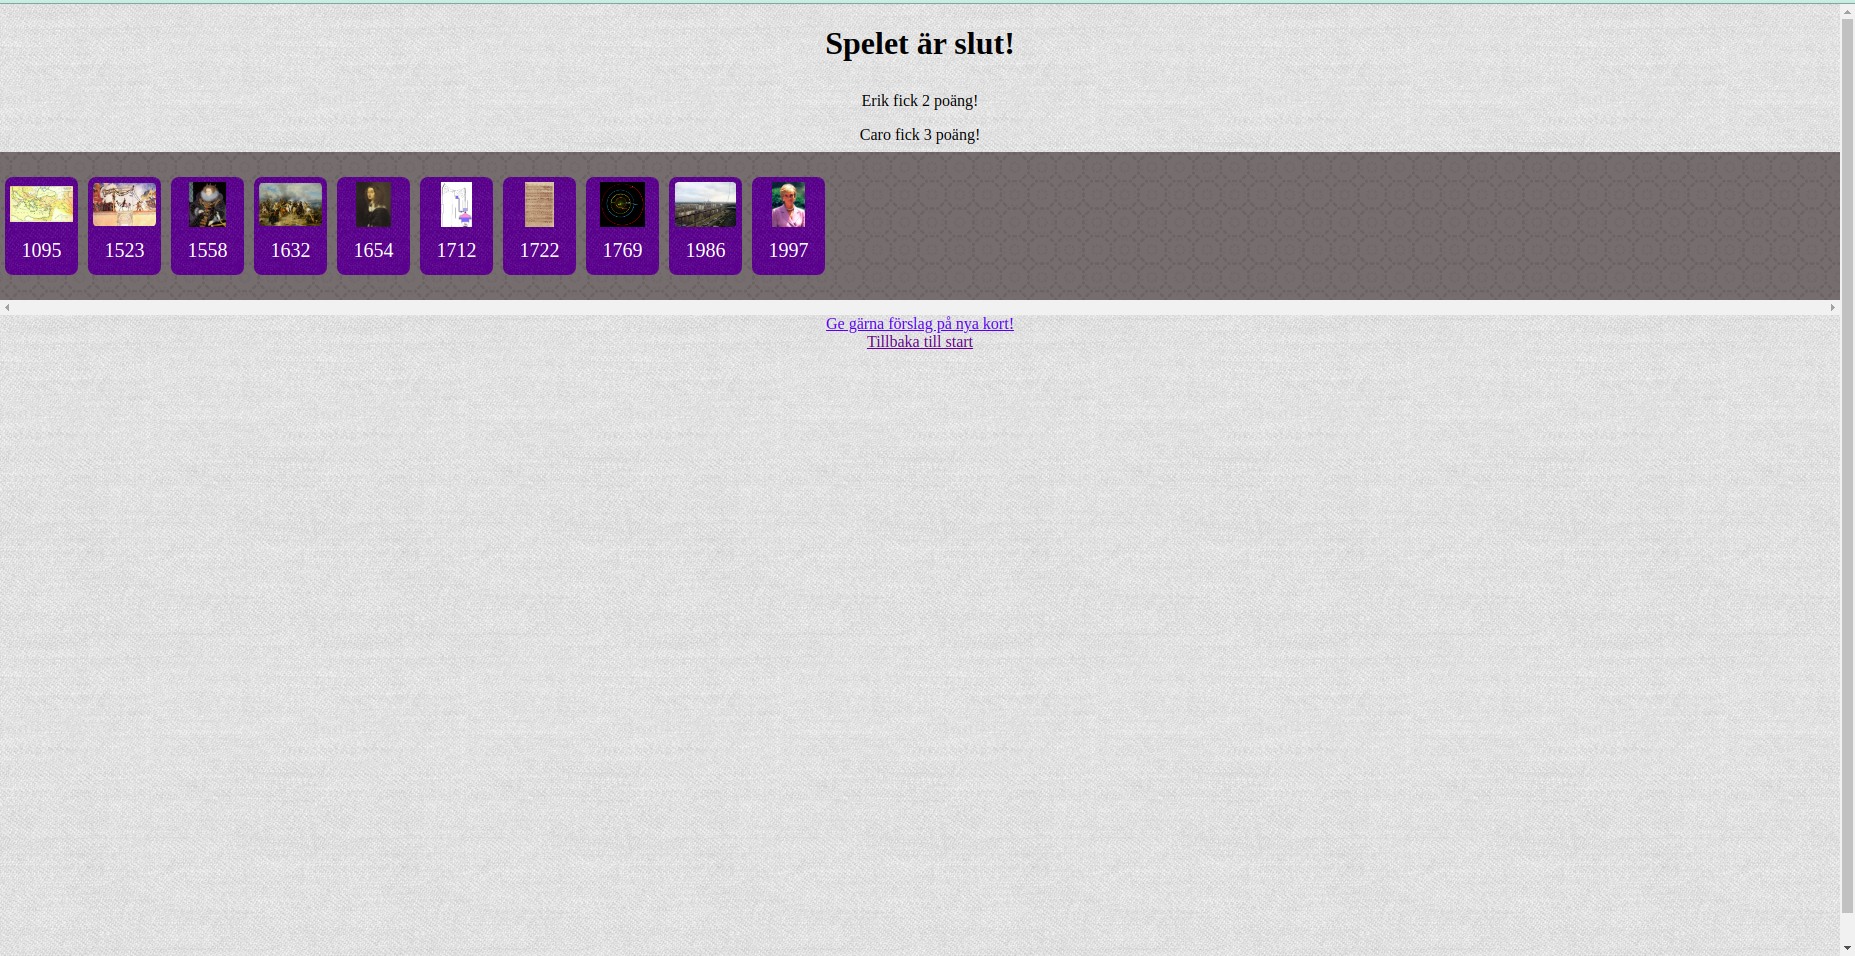 Spelet är slut!
Erik fick 2 poäng!
Caro fick 3 poäng!
1095 1523 1558 1632 1654 1712 1722 1769 1986 1997
Ge gärna förslag på nya kort!
Tillbaka till start